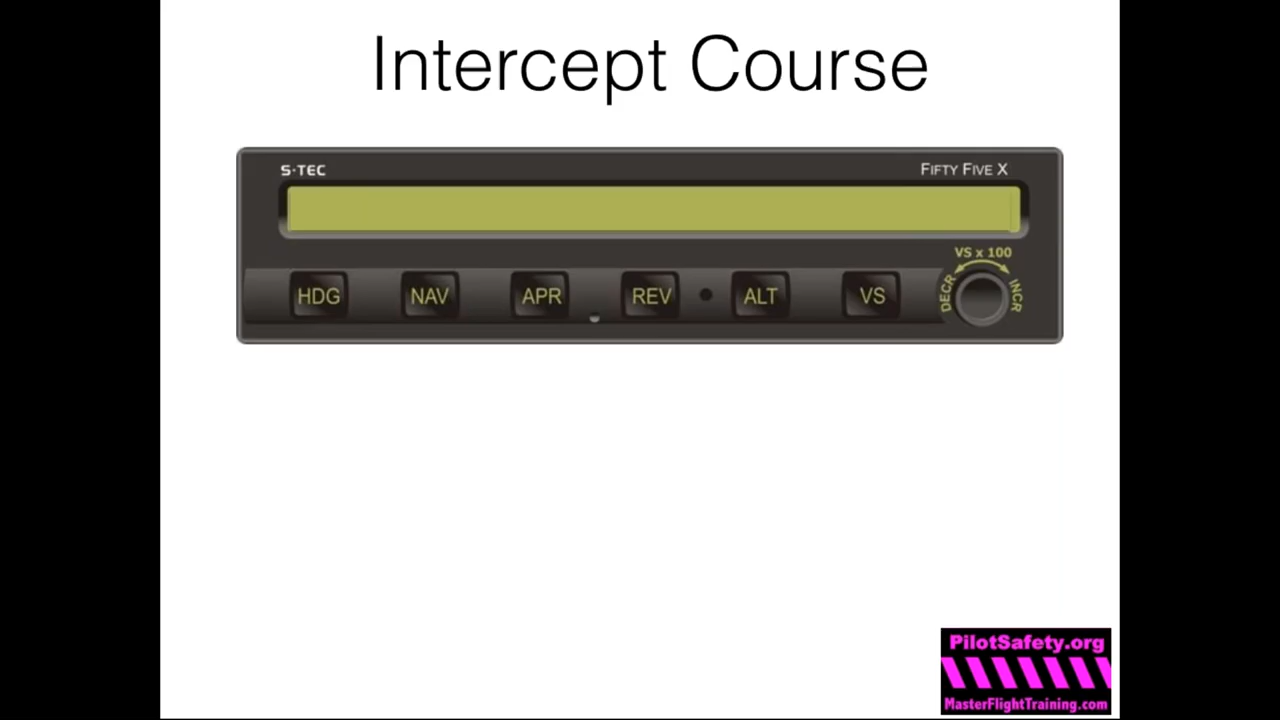 Intercept Course
S-TEC
FIFTY FIVE X
VS x 100
DECR
INCR
HDG
NAV
APR
REV
ALT
VS
PilotSafety.org
MasterFlightTraining.com